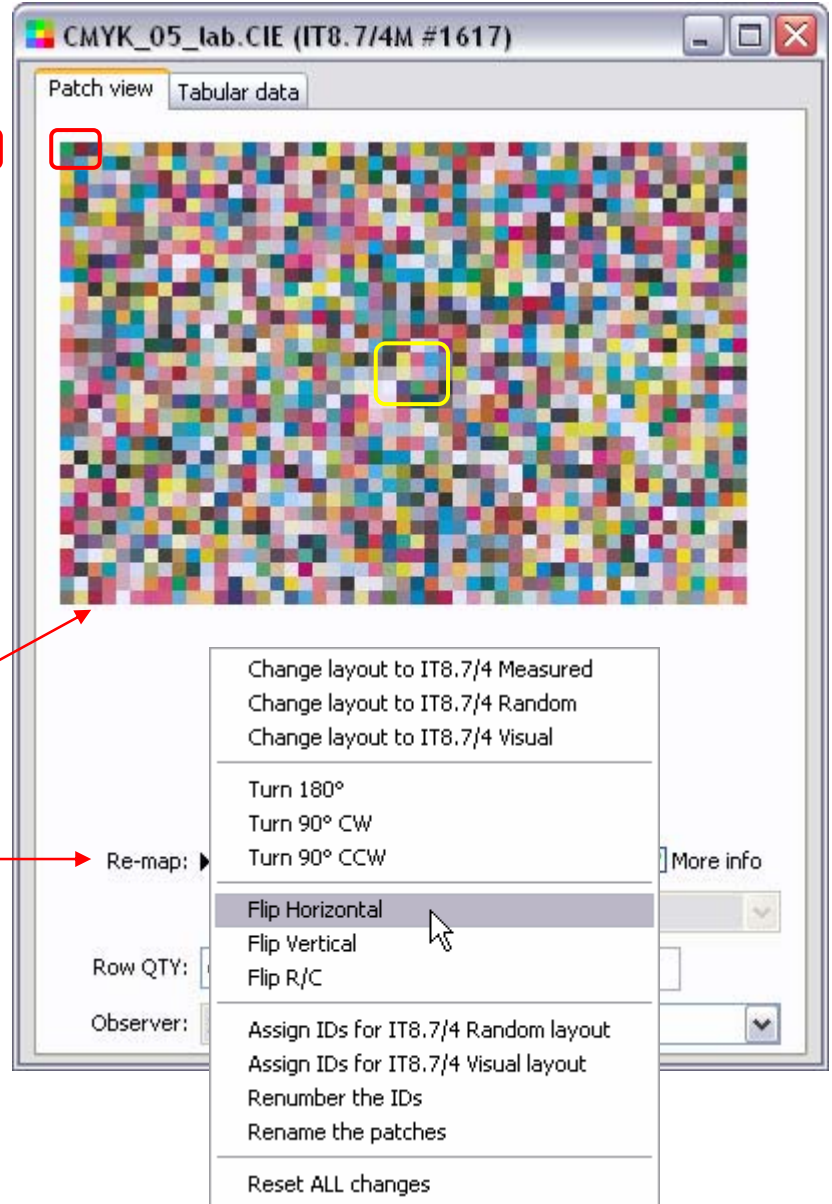 CMYK_05_lab.CIE (IT8.7/4M #1617)
Patch view Tabular data
Change layout to IT8.7/4 Measured
Change layout to IT8.7/4 Random
Change layout to IT8.7/4 Visual
Turn 180°
Turn 90° CW
Turn 90° CCW
Re-map: More info
Flip Horizontal
Flip Vertical
Flip R/C
Row QTY:
Observer:
Assign IDs for IT8.7/4 Random layout
Assign IDs for IT8.7/4 Visual layout
Renumber the IDs
Rename the patches
Reset ALL changes